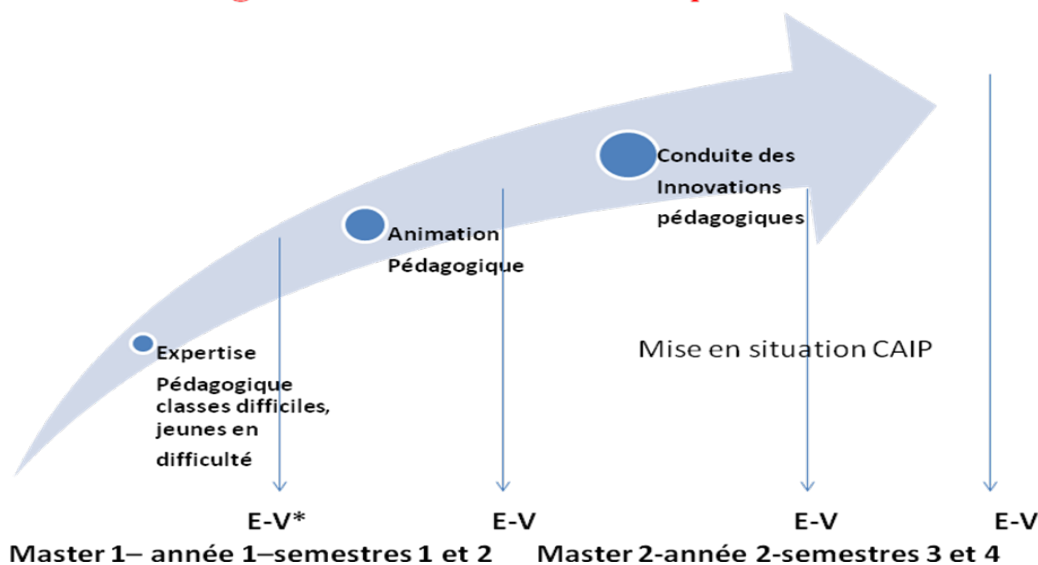 Conduite des
Innovations
pédagogiques
Animation
Pédagogique
Expertise
Pédagogique
classes difficiles,
jeunes en
difficulté
Mise en situation CAIP
E-V* E-V E-V E-V
Master 1– année 1–semestres 1 et 2 Master 2-année 2-semestres 3 et 4